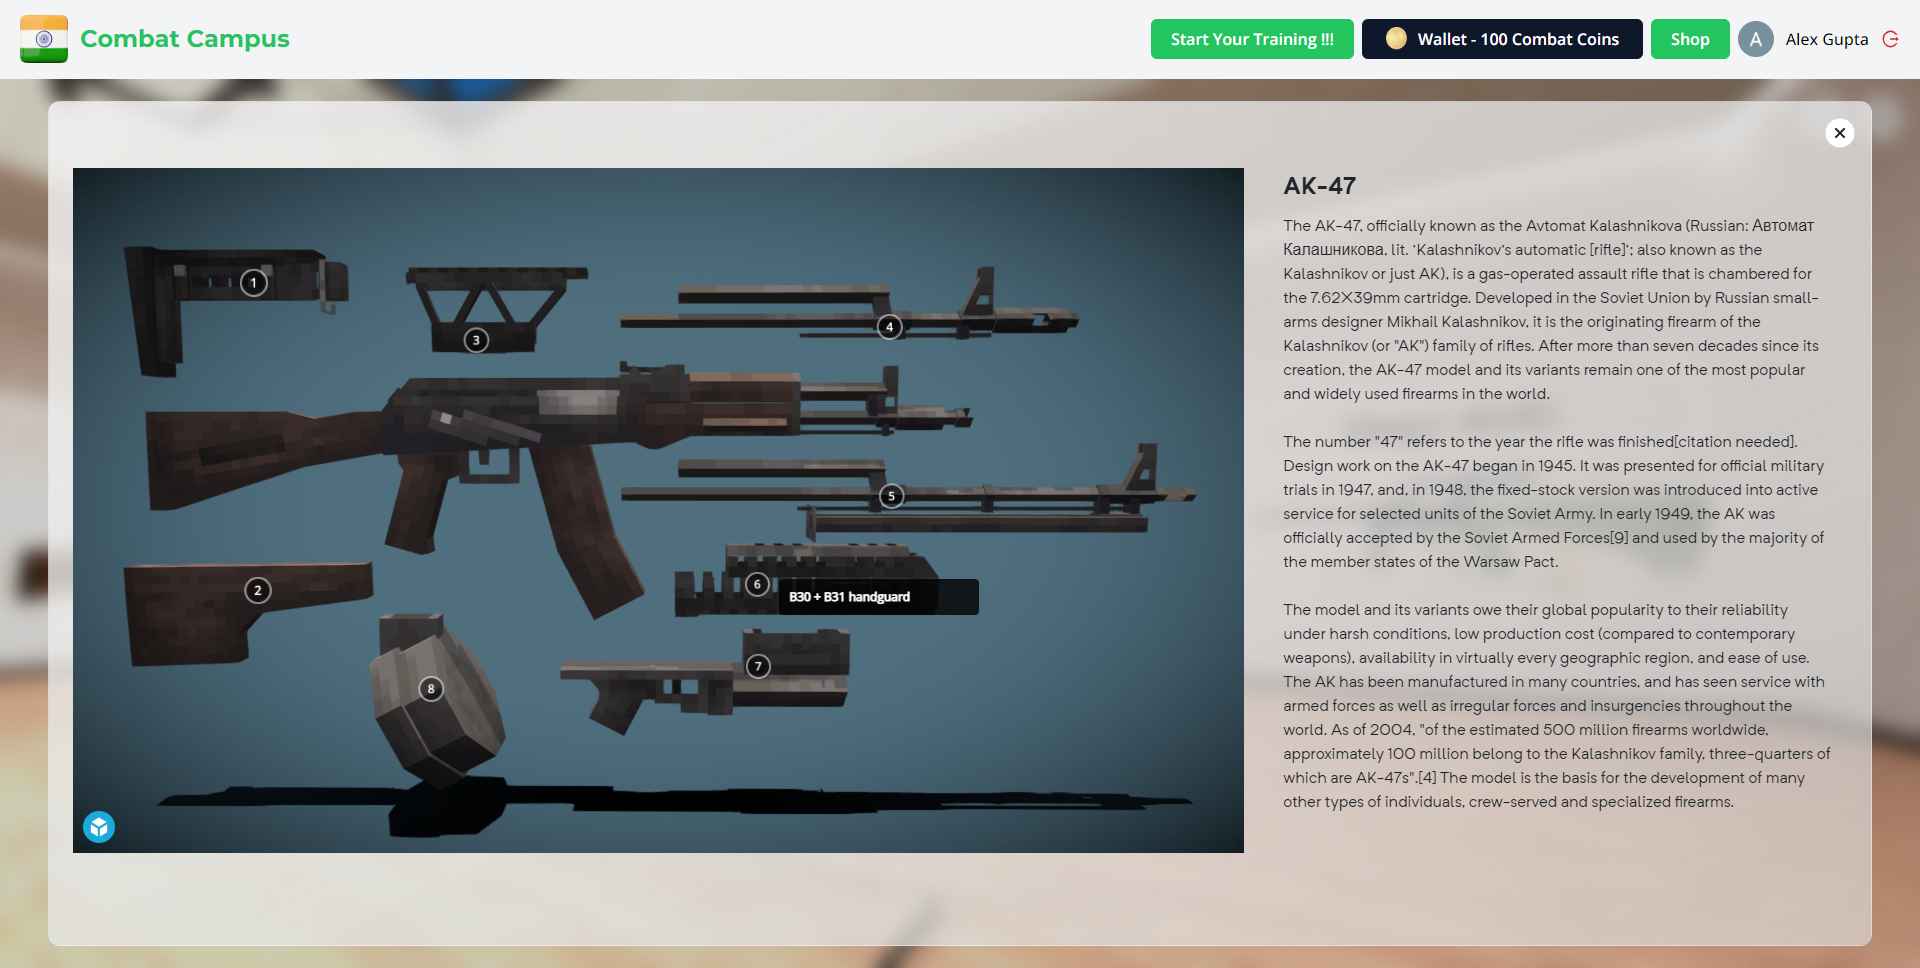 Combat Campus
Start Your Training !!!
Wallet - 100 Combat Coins
Shop
A
Alex Gupta
1
3
4
5
2
6
B30 + B31 handguard
7
8
AK-47
The AK-47, officially known as the Avtomat Kalashnikova (Russian: Автомат
Калашникова, lit. 'Kalashnikov's automatic [rifle]'; also known as the
Kalashnikov or just AK), is a gas-operated assault rifle that is chambered for
the 7.62×39mm cartridge. Developed in the Soviet Union by Russian small-
arms designer Mikhail Kalashnikov, it is the originating firearm of the
Kalashnikov (or "AK") family of rifles. After more than seven decades since its
creation, the AK-47 model and its variants remain one of the most popular
and widely used firearms in the world.
The number "47" refers to the year the rifle was finished[citation needed].
Design work on the AK-47 began in 1945. It was presented for official military
trials in 1947, and, in 1948, the fixed-stock version was introduced into active
service for selected units of the Soviet Army. In early 1949, the AK was
officially accepted by the Soviet Armed Forces[9] and used by the majority of
the member states of the Warsaw Pact.
The model and its variants owe their global popularity to their reliability
under harsh conditions, low production cost (compared to contemporary
weapons), availability in virtually every geographic region, and ease of use.
The AK has been manufactured in many countries, and has seen service with
armed forces as well as irregular forces and insurgencies throughout the
world. As of 2004, "of the estimated 500 million firearms worldwide,
approximately 100 million belong to the Kalashnikov family, three-quarters of
which are AK-47s".[4] The model is the basis for the development of many
other types of individuals, crew-served and specialized firearms.